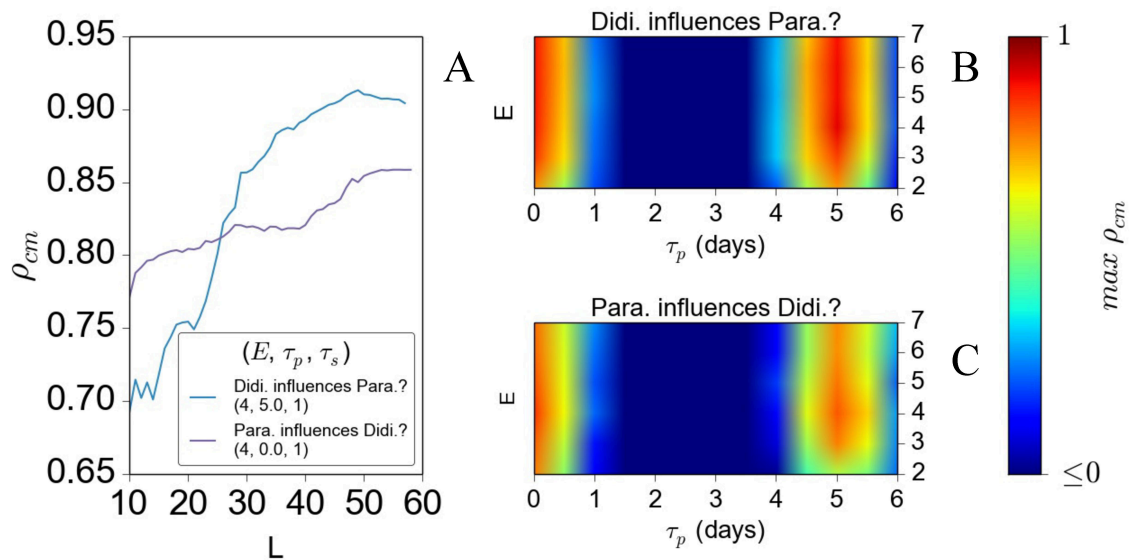 0.95
0.90
0.85
0.80
0.75
0.70
0.65
ρcm
10 20 30 40 50 60
L
(E, τp, τs)
Didi. influences Para.?
(4, 5.0, 1)
Para. influences Didi.?
(4, 0.0, 1)
A
Didi. influences Para.?
E
7
6
5
4
3
2
0 1 2 3 4 5 6
τp (days)
B
Para. influences Didi.?
E
7
6
5
4
3
2
0 1 2 3 4 5 6
τp (days)
C
1
≤0
max ρcm